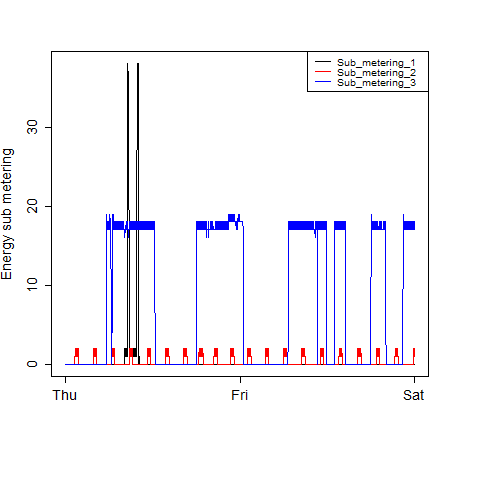 Sub_metering_1
Sub_metering_2
Sub_metering_3
Energy sub metering
30
20
10
0
Thu
Fri
Sat